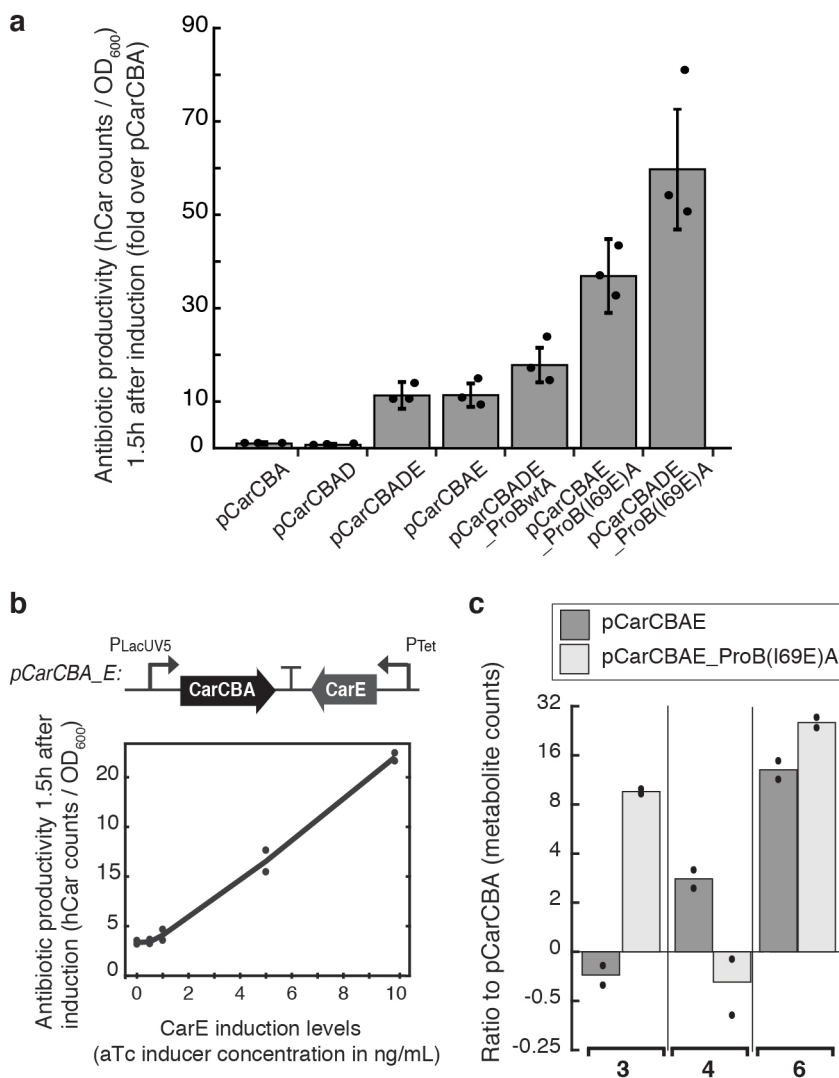 a
Antibiotic productivity (hCar counts / OD600)
1.5h after induction (fold over pCarCBA)
90
70
50
30
10
0
pCarCBA
pCarCBAD
pCarCBADE
pCarCBAE
pCarCBADE
_ProBwtA
pCarCBAE
_ProB(I69E)A
pCarCBADE
_ProB(I69E)A
b
PLacUV5
PTet
pCarCBA_E:
CarCBA
CarE
Antibiotic productivity 1.5h after
induction (hCar counts / OD600)
20
10
15
5
0
0 2 4 6 8 10
CarE induction levels
(aTc inducer concentration in ng/mL)
c
pCarCBAE
pCarCBAE_ProB(I69E)A
Ratio to pCarCBA (metabolite counts)
32
16
8
4
2
0
-0.5
-0.25
3 4 6